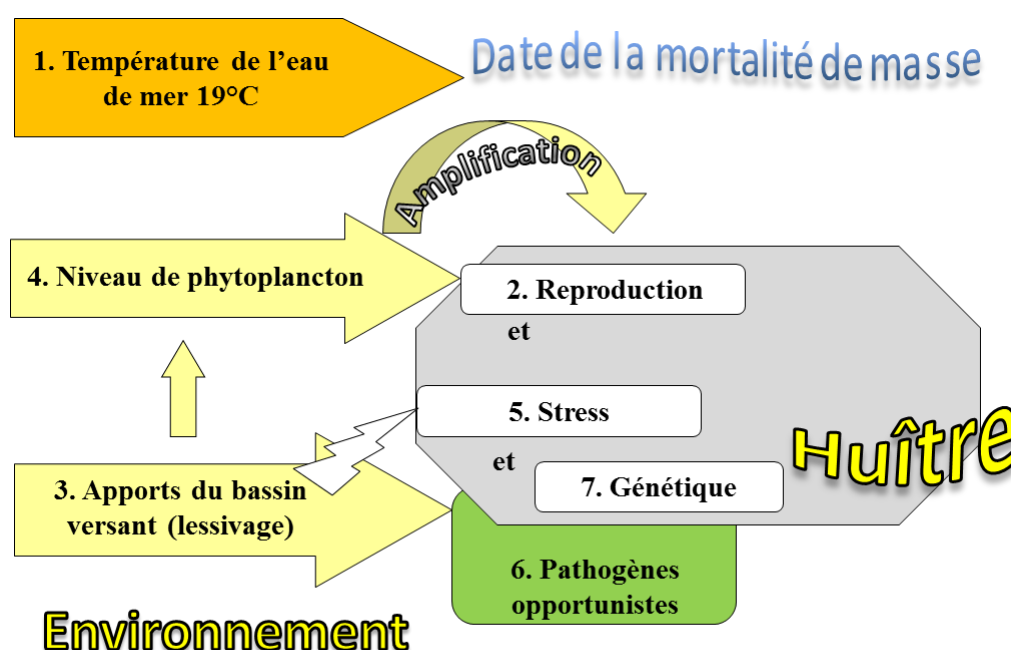 1. Température de l’eau
de mer 19°C
Date de la mortalité de masse
Amplification
4. Niveau de phytoplancton
2. Reproduction
et
5. Stress
et
7. Génétique
Huître
3. Apports du bassin
versant (lessivage)
6. Pathogènes
opportunistes
Environnement